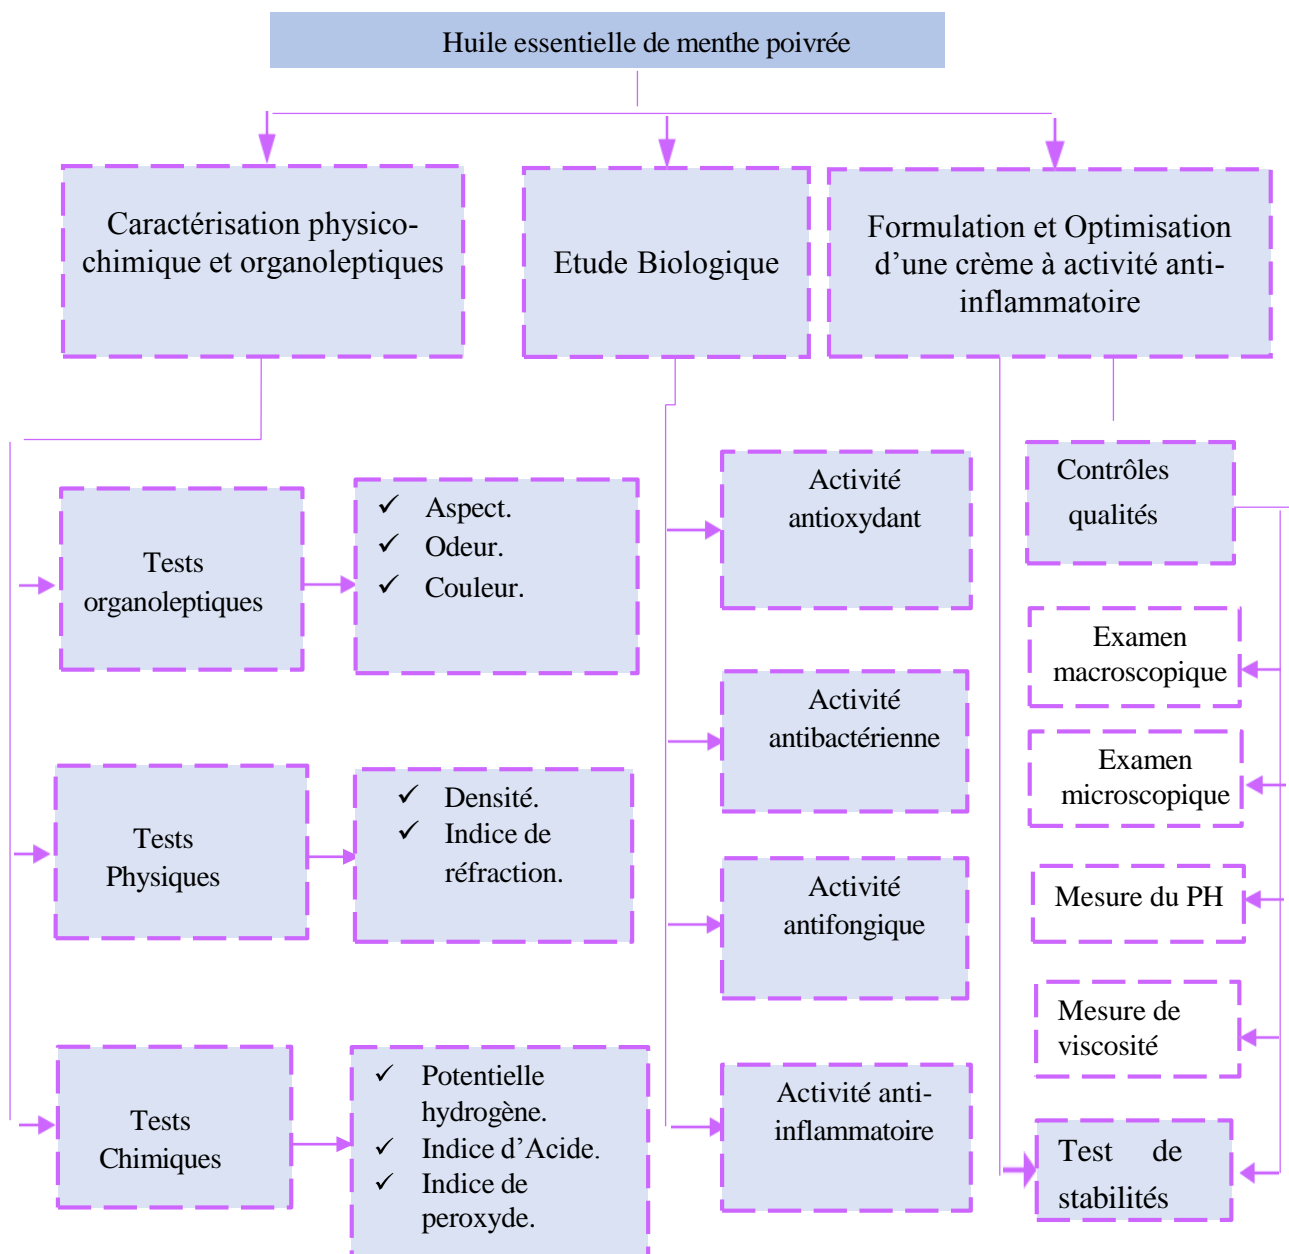 Huile essentielle de menthe poivrée
Caractérisation physico-
chimique et organoleptiques
Etude Biologique
Formulation et Optimisation
d’une crème à activité anti-
inflammatoire
Tests
organoleptiques
✓ Aspect.
✓ Odeur.
✓ Couleur.
Tests
Physiques
✓ Densité.
✓ Indice de
réfraction.
Tests
Chimiques
✓ Potentielle
hydrogène.
✓ Indice d’Acide.
✓ Indice de
peroxyde.
Activité
antioxydant
Activité
antibactérienne
Activité
antifongique
Activité anti-
inflammatoire
Contrôles
qualités
Examen
macroscopique
Examen
microscopique
Mesure du PH
Mesure de
viscosité
Test de
stabilités